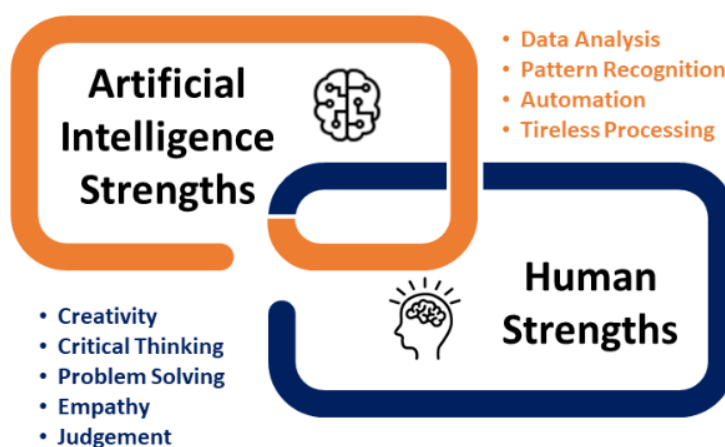 Artificial
Intelligence
Strengths
• Data Analysis
• Pattern Recognition
• Automation
• Tireless Processing
Human
Strengths
• Creativity
• Critical Thinking
• Problem Solving
• Empathy
• Judgement